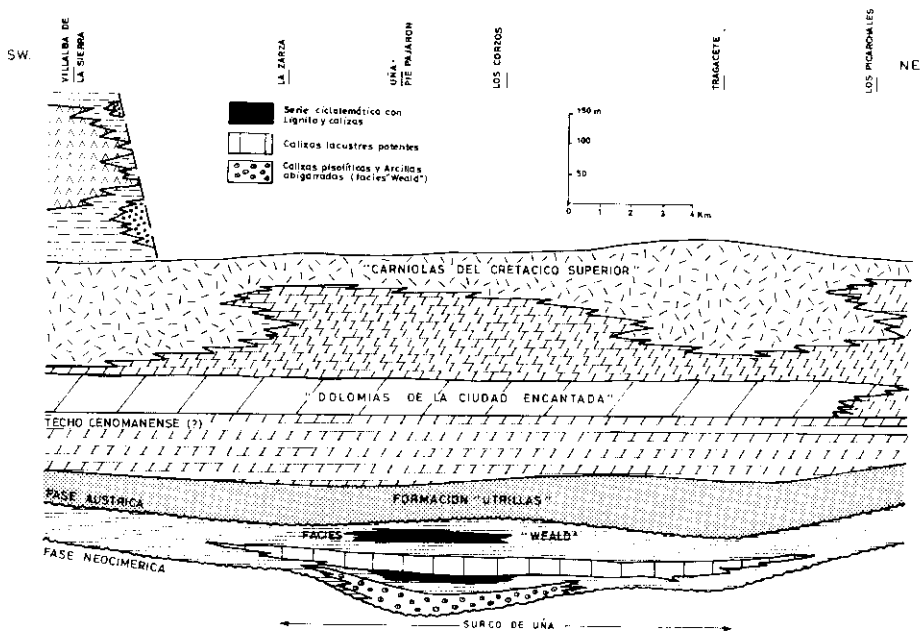 SW.
VILLALBA DE
LA SIERRA
LA ZARZA
UÑA-
PIE PAJARON
LOS CORZOS
TRAGACETE
LOS PICARCHALES
NE
Serie ciclotemática con
Lignito y calizas
Calizas lacustres potentes
Calizas pisolíticas y Arcillas
abigarradas (facies "Weald")
150 m
100
50
0 1 2 3 4 Km
"CARNIOLAS DEL CRETACICO SUPERIOR"
"DOLOMIAS DE LA CIUDAD ENCANTADA"
TECHO CENOMANENSE (?)
FASE AUSTRICA
FORMACION "UTRILLAS"
FACIES "WEALD"
FASE NEOCIMERICA
SURCO DE UÑA